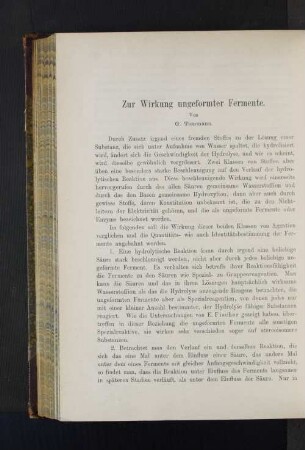 Zur Wirkung ungeformter Fermente.
Von
G. Tammann.
Durch Zusatz irgend eines fremden Stoffes zu der Lösung einer
Substanz, die sich unter Aufnahme von Wasser spaltet, die hydrolysiert
wird, ändert sich die Geschwindigkeit der Hydrolyse, und wie es scheint,
wird dieselbe gewöhnlich vergrössert. Zwei Klassen von Stoffen aber
üben eine besonders starke Beschleunigung auf den Verlauf der hydroly-
tischen Reaktion aus. Diese beschleunigende Wirkung wird einerseits
hervorgerufen durch den allen Säuren gemeinsamen Wasserstoffion und
durch das den Basen gemeinsame Hydroxylion; dann aber auch durch
gewisse Stoffe, deren Konstitution unbekannt ist, die zu den Nicht-
leitern der Elektrizität gehören, und die als ungeformte Fermente oder
Enzyme bezeichnet werden.
Im folgenden soll die Wirkung dieser beiden Klassen von Agentien
verglichen und die Quantitäts- wie auch Identitätsbestimmung der Fer-
mente angebahnt werden.
1. Eine hydrolytische Reaktion kann durch irgend eine beliebige
Säure stark beschleunigt werden, nicht aber durch jedes beliebige un-
geformte Ferment. Es verhalten sich betreffs ihrer Reaktionsfähigkeit
die Fermente zu den Säuren wie Spezial- zu Gruppenreagentien. Man
kann die Säuren und das in ihren Lösungen hauptsächlich wirksame
Wasserstoffion als die hydrolysierenden Reagens betrachten, die
ungeformten Fermente aber als Spezialreagentien, von denen jedes nur
mit einer kleinen Anzahl bestimmter, der Hydrolyse fähiger Substanzen
reagiert. Wie die Untersuchungen von E. Fischer gezeigt haben, über-
treffen in dieser Beziehung die ungeformten Fermente alle sonstigen
Spezialreaktive, sie wirken oder verschieden sogar auf stereoisomere
Substanzen.
2. Betrachtet man den Verlauf ein und derselben Reaktion, die
sich das eine Mal unter dem Einfluss einer Säure, das andere Mal
unter dem eines Ferments mit gleicher Anfangsgeschwindigkeit vollzieht,
so findet man, dass die Reaktion unter Einfluss des Ferments langsamer
in späteren Stadien verläuft, als unter dem Einfluss der Säure. Nur in